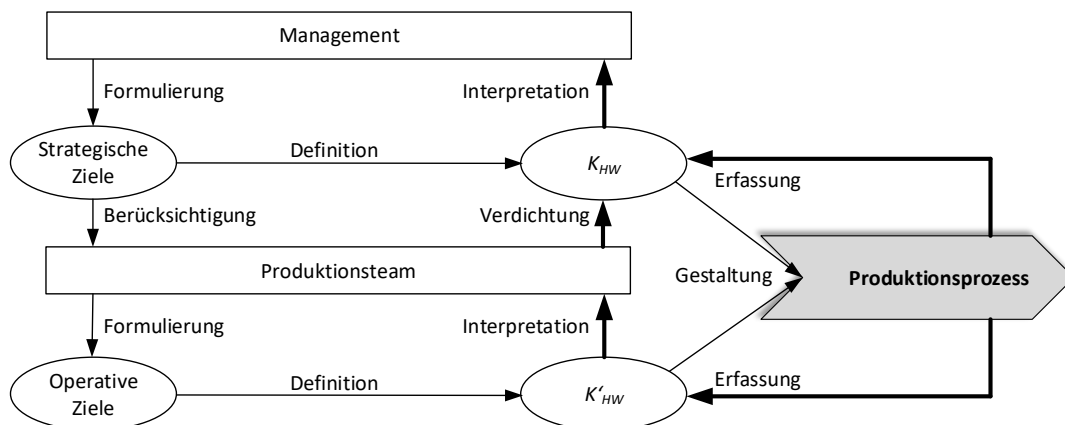 Management
Formulierung
Interpretation
Strategische
Ziele
Definition
K_HW
Erfassung
Berücksichtigung
Verdichtung
Produktionsteam
Gestaltung
Produktionsprozess
Formulierung
Interpretation
Operative
Ziele
Definition
K‘_HW
Erfassung